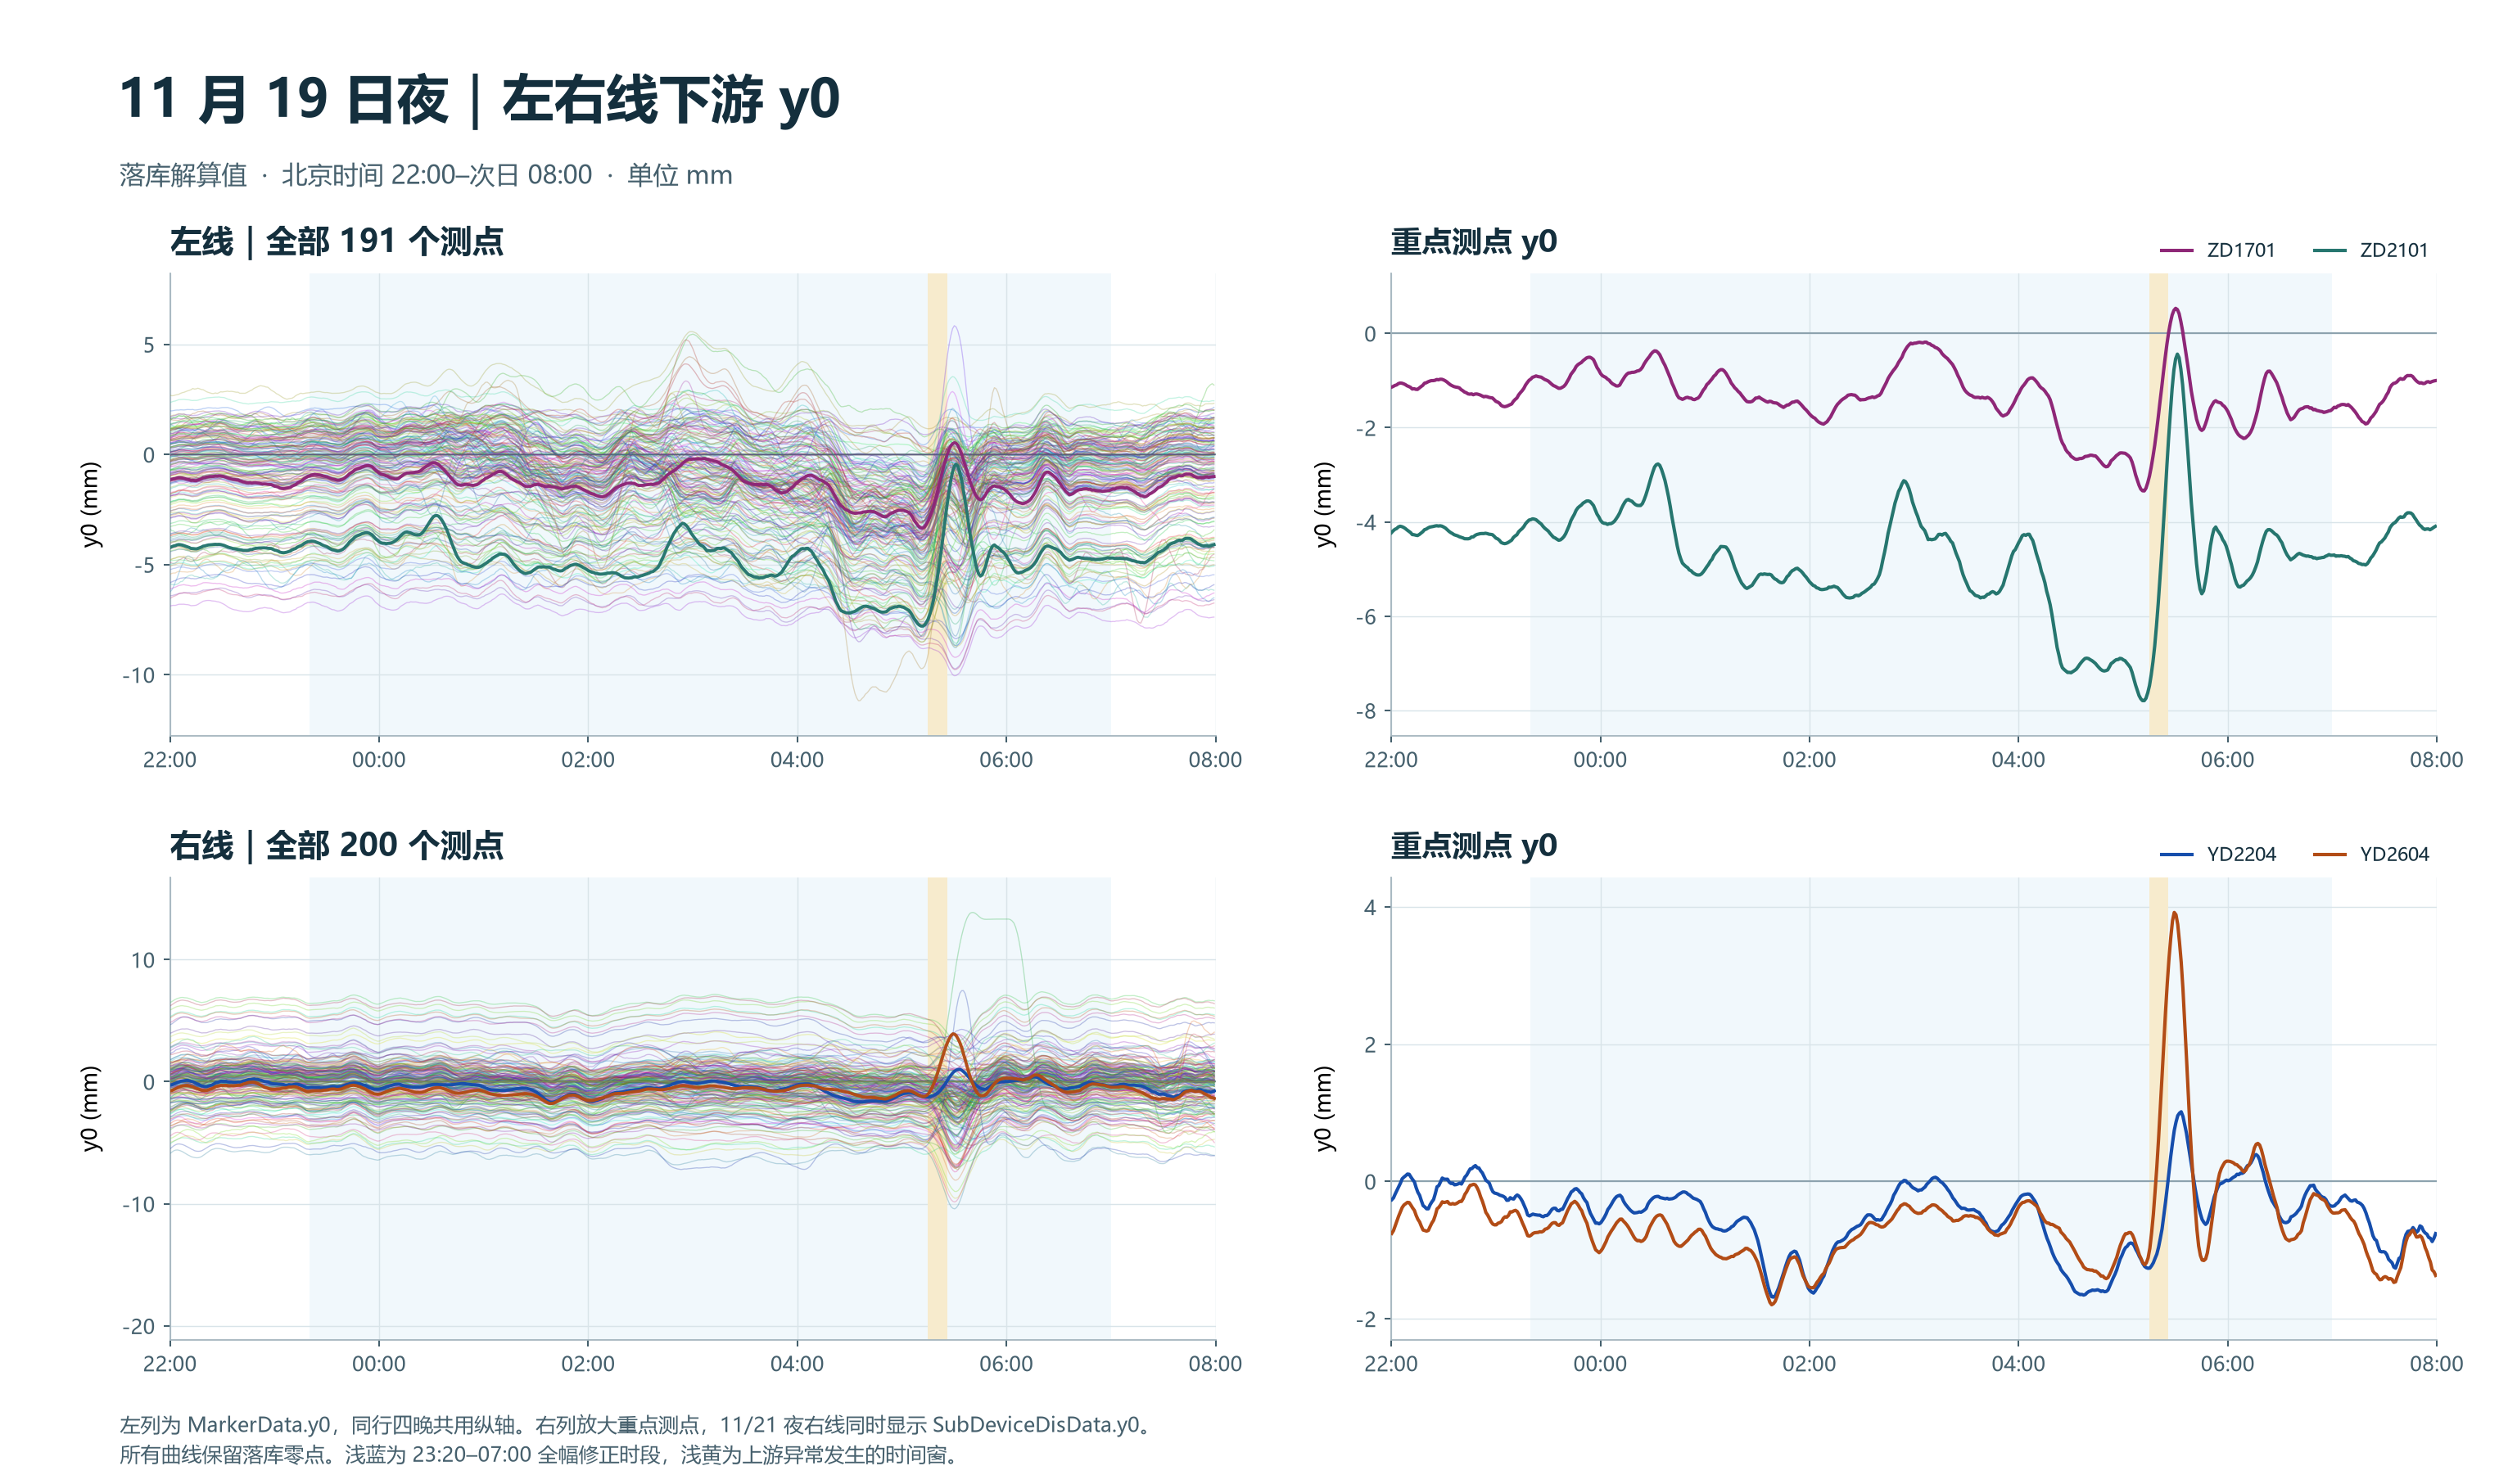 11 月 19 日夜｜左右线下游 y0
落库解算值 · 北京时间 22:00–次日 08:00 · 单位 mm
左线｜全部 191 个测点
y0 (mm)
5
0
-5
-10
22:00 00:00 02:00 04:00 06:00 08:00
重点测点 y0
ZD1701 ZD2101
y0 (mm)
0
-2
-4
-6
-8
22:00 00:00 02:00 04:00 06:00 08:00
右线｜全部 200 个测点
y0 (mm)
10
0
-10
-20
22:00 00:00 02:00 04:00 06:00 08:00
重点测点 y0
YD2204 YD2604
y0 (mm)
4
2
0
-2
22:00 00:00 02:00 04:00 06:00 08:00
左列为 MarkerData.y0，同行四晚共用纵轴。右列放大重点测点，11/21 夜右线同时显示 SubDeviceDisData.y0。
所有曲线保留落库零点。浅蓝为 23:20–07:00 全幅修正时段，浅黄为上游异常发生的时间窗。